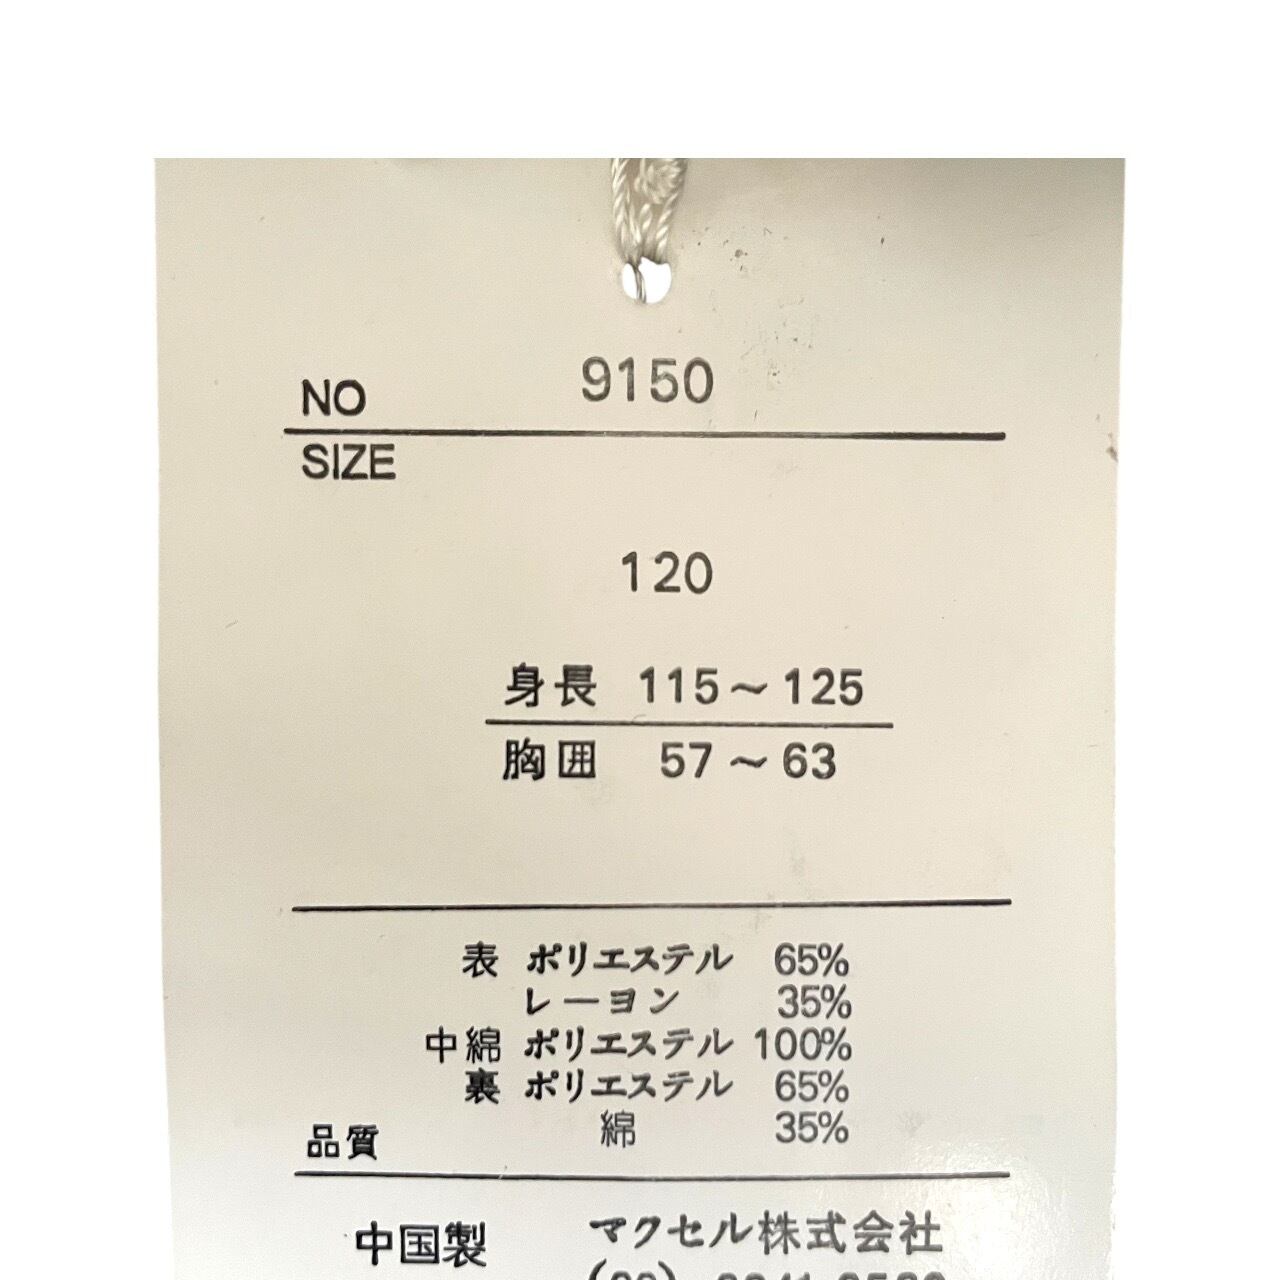 NO 9150
SIZE
120
身長 115～125
胸囲 57～63
表 ポリエステル 65%
レーヨン 35%
中綿 ポリエステル 100%
裏 ポリエステル 65%
綿 35%
品質
中国製 マクセル株式会社